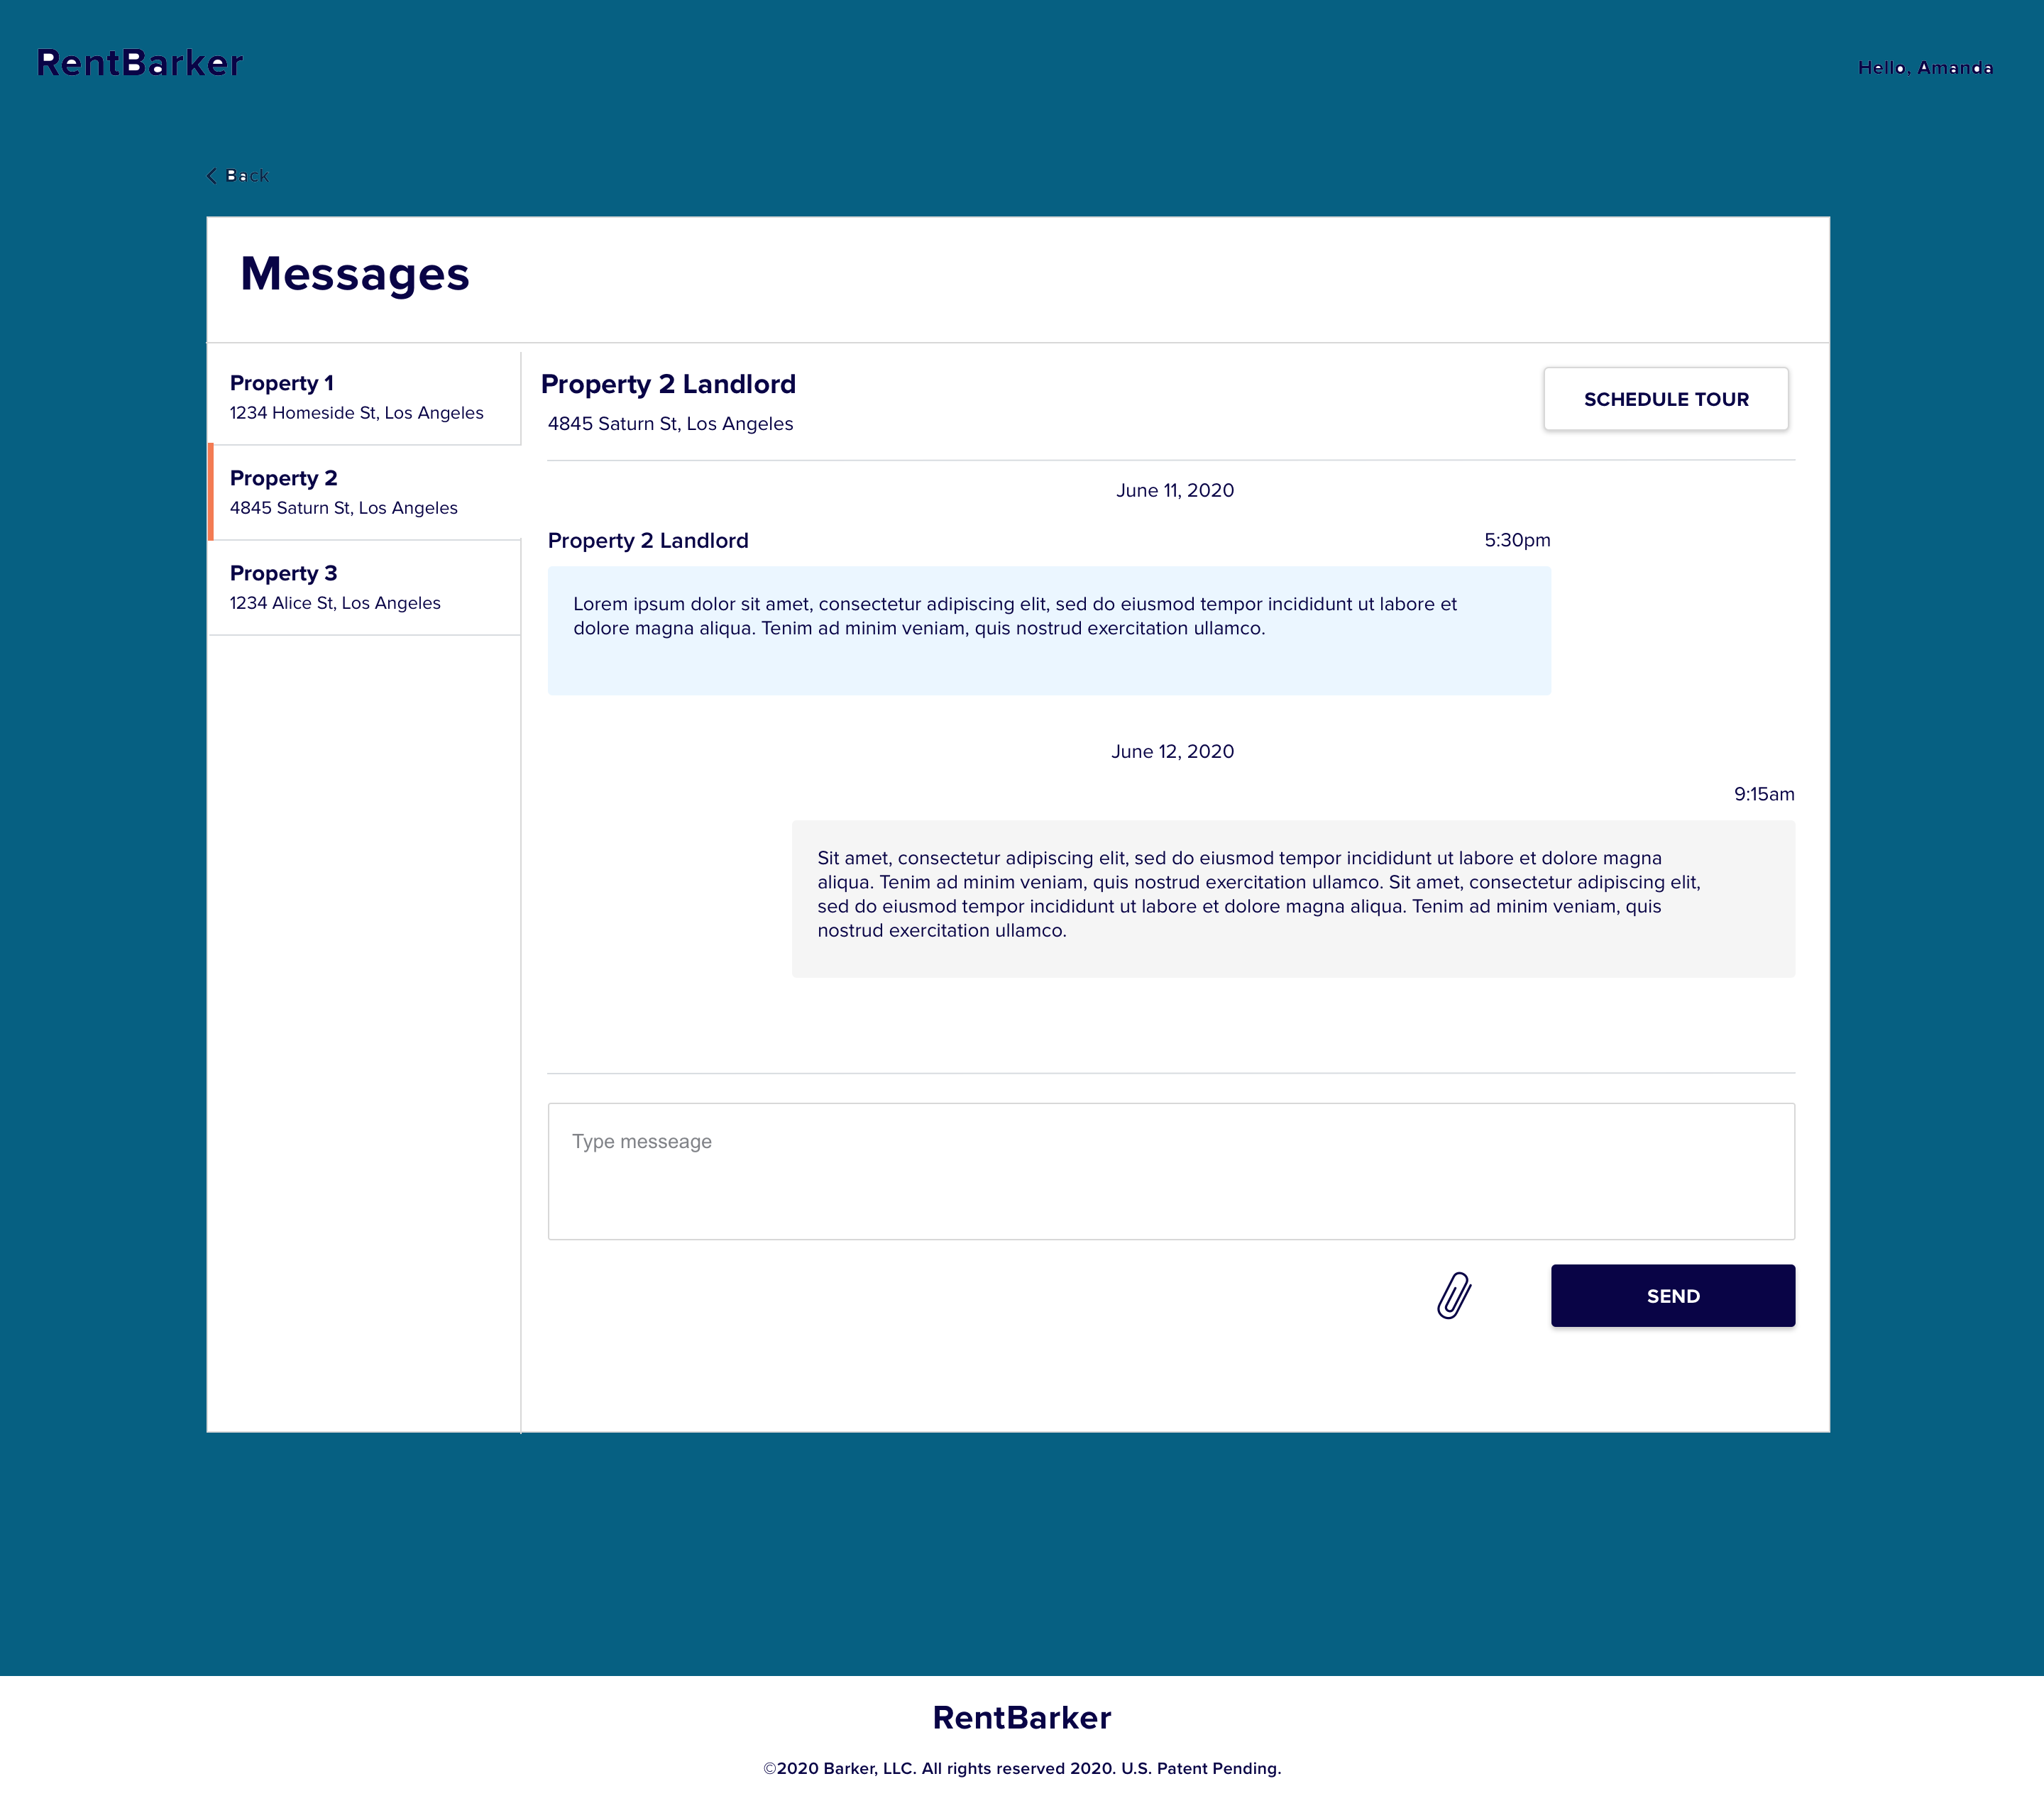 RentBarker
Hello, Amanda
Back
Messages
Property 1
1234 Homeside St, Los Angeles
Property 2
4845 Saturn St, Los Angeles
Property 3
1234 Alice St, Los Angeles
Property 2 Landlord
4845 Saturn St, Los Angeles
SCHEDULE TOUR
June 11, 2020
Property 2 Landlord
5:30pm
Lorem ipsum dolor sit amet, consectetur adipiscing elit, sed do eiusmod tempor incididunt ut labore et
dolore magna aliqua. Tenim ad minim veniam, quis nostrud exercitation ullamco.
June 12, 2020
9:15am
Sit amet, consectetur adipiscing elit, sed do eiusmod tempor incididunt ut labore et dolore magna
aliqua. Tenim ad minim veniam, quis nostrud exercitation ullamco. Sit amet, consectetur adipiscing elit,
sed do eiusmod tempor incididunt ut labore et dolore magna aliqua. Tenim ad minim veniam, quis
nostrud exercitation ullamco.
Type messeage
SEND
RentBarker
©2020 Barker, LLC. All rights reserved 2020. U.S. Patent Pending.